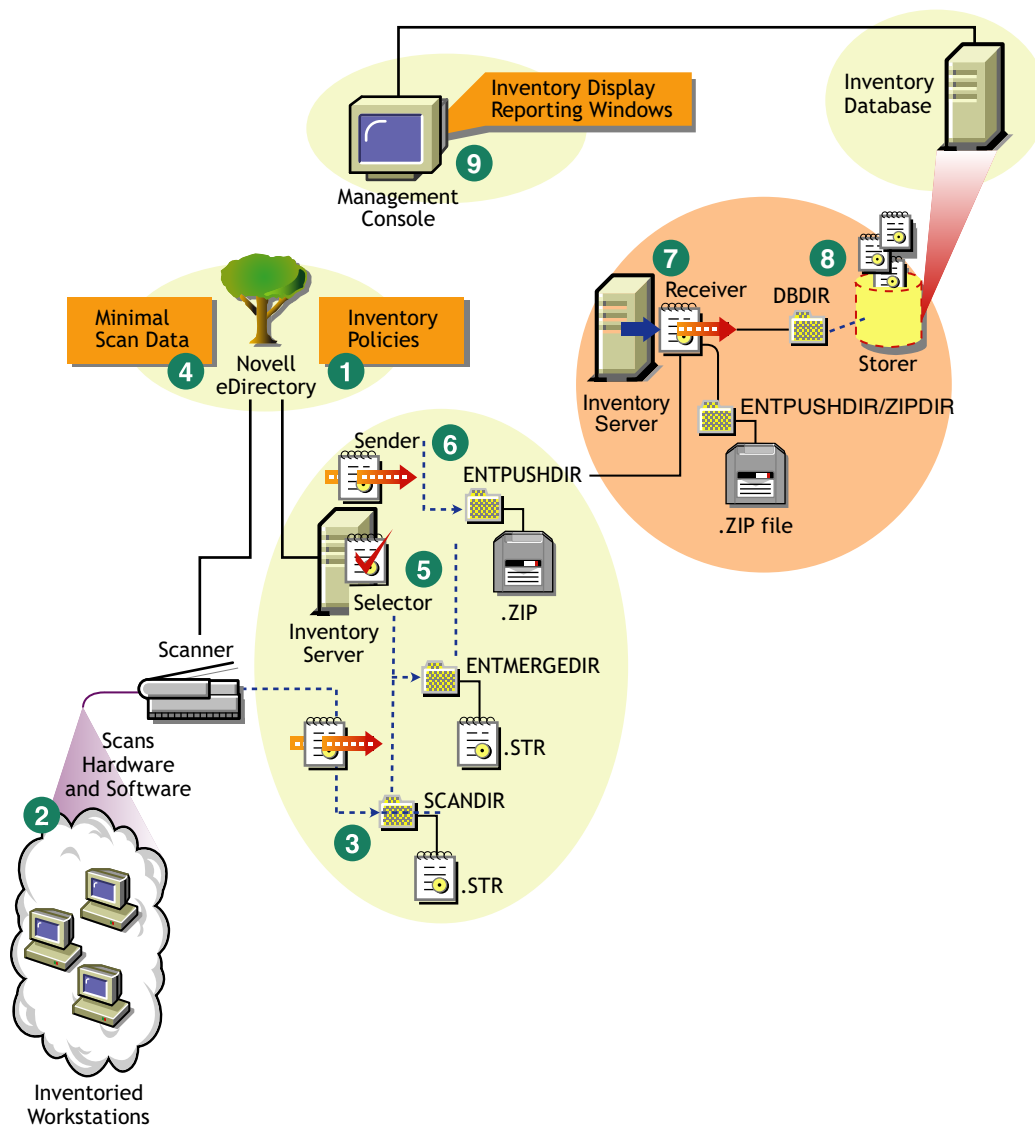 Inventory Display
Reporting Windows
Inventory
Database
9
Management
Console
7
8
Receiver
DBDIR
Minimal
Scan Data
Inventory
Policies
4
1
Novell
eDirectory
Storer
Inventory
Server
ENTPUSHDIR/ZIPDIR
.ZIP file
Sender
6
ENTPUSHDIR
5
Selector
.ZIP
Inventory
Server
Scanner
ENTMERGEDIR
.STR
Scans
Hardware
and Software
SCANDIR
2
3
.STR
Inventoried
Workstations